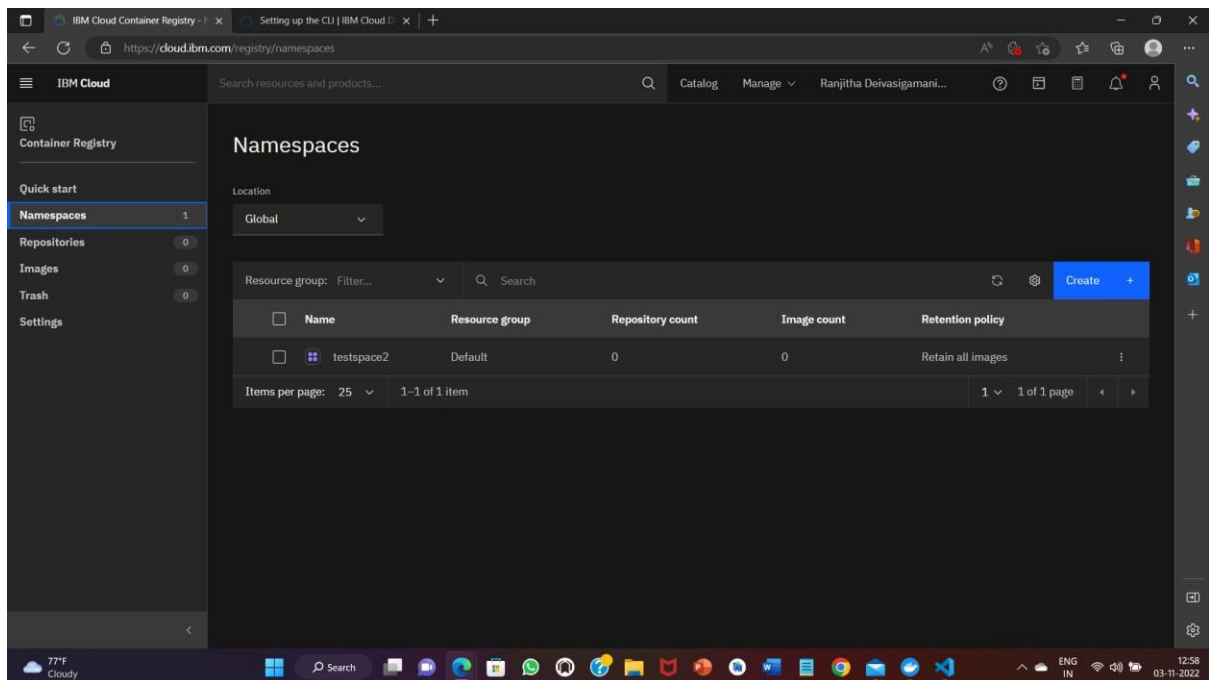 IBM Cloud Container Registry - N
Setting up the CLI | IBM Cloud D
https://cloud.ibm.com/registry/namespaces
IBM Cloud
Search resources and products...
Catalog
Manage
Ranjitha Deivasigamani...
Container Registry
Quick start
Namespaces 1
Repositories 0
Images 0
Trash 0
Settings
Namespaces
Location
Global
Resource group: Filter...
Search
Create +
Name Resource group Repository count Image count Retention policy
testspace2 Default 0 0 Retain all images
Items per page: 25 1–1 of 1 item 1 1 of 1 page
77°F
Cloudy
Search
ENG
IN
12:58
03-11-2022